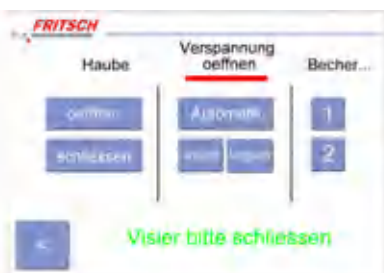 FRITSCH
Verspannung
Haube oeffnen Becher...
oeffnen Automatik 1
schliessen 2
Visier bitte schliessen